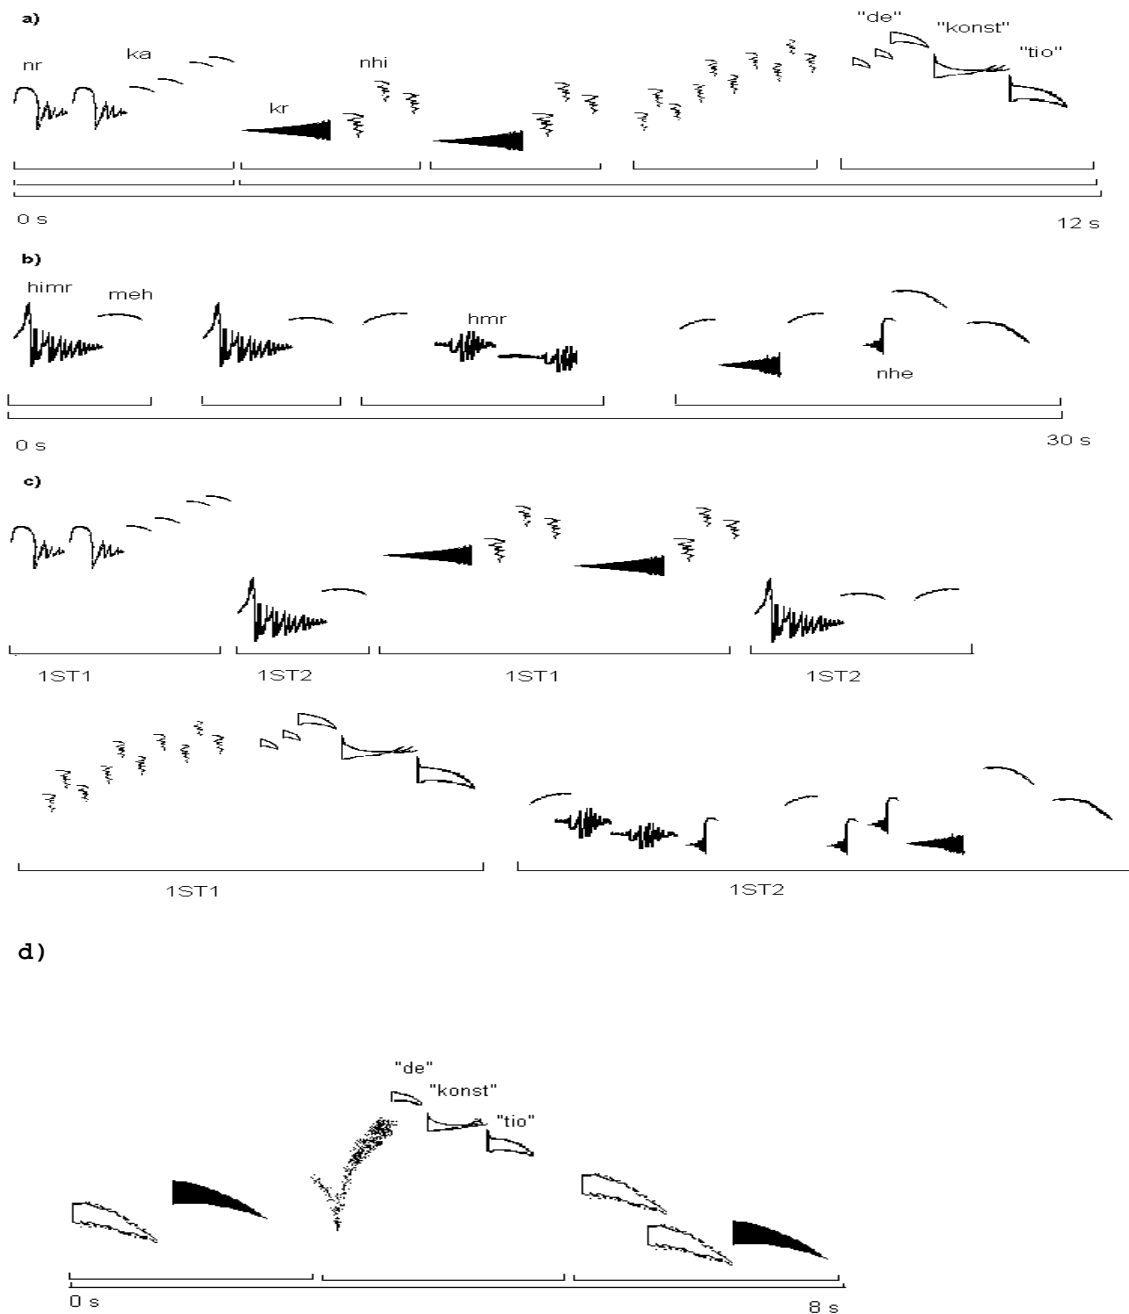 a)
"de"
"konst"
"tio"
nr
ka
nhi
kr
0 s
12 s
b)
himr
meh
hmr
nhe
0 s
30 s
c)
1ST1
1ST2
1ST1
1ST2
1ST1
1ST2
d)
"de"
"konst"
"tio"
0 s
8 s